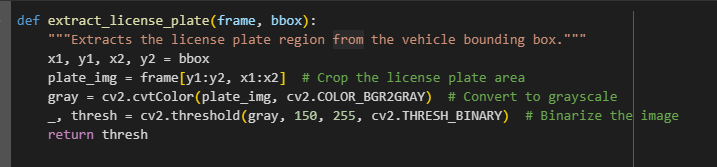 def extract_license_plate(frame, bbox):
    """Extracts the license plate region from the vehicle bounding box."""
    x1, y1, x2, y2 = bbox
    plate_img = frame[y1:y2, x1:x2]  # Crop the license plate area
    gray = cv2.cvtColor(plate_img, cv2.COLOR_BGR2GRAY)  # Convert to grayscale
    _, thresh = cv2.threshold(gray, 150, 255, cv2.THRESH_BINARY)  # Binarize the image
    return thresh